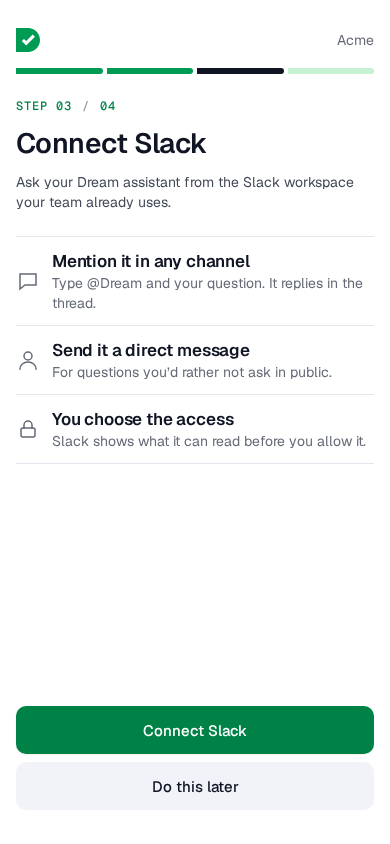 Acme
STEP 03 / 04
Connect Slack
Ask your Dream assistant from the Slack workspace
your team already uses.
Mention it in any channel
Type @Dream and your question. It replies in the
thread.
Send it a direct message
For questions you'd rather not ask in public.
You choose the access
Slack shows what it can read before you allow it.
Connect Slack
Do this later